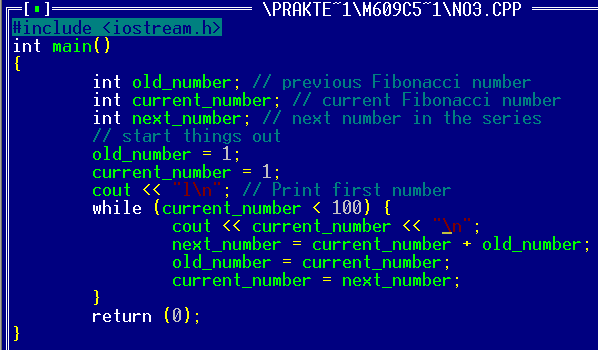 [▪] \PRAKTE~1\M609C5~1\NO3.CPP
#include <iostream.h>
int main()
{
int old_number; // previous Fibonacci number
int current_number; // current Fibonacci number
int next_number; // next number in the series
// start things out
old_number = 1;
current_number = 1;
cout << "1\n"; // Print first number
while (current_number < 100) {
cout << current_number << "\n";
next_number = current_number + old_number;
old_number = current_number;
current_number = next_number;
}
return (0);
}